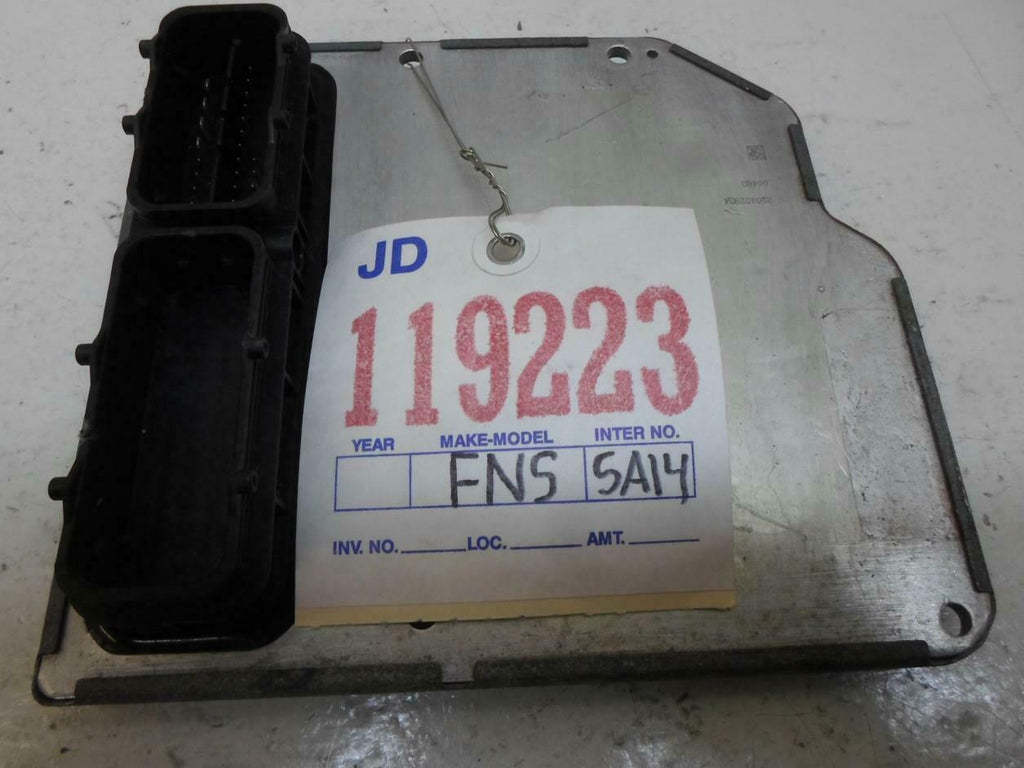 JD
119223
YEAR MAKE-MODEL INTER NO.
FNS 5A14
INV. NO. LOC. AMT.